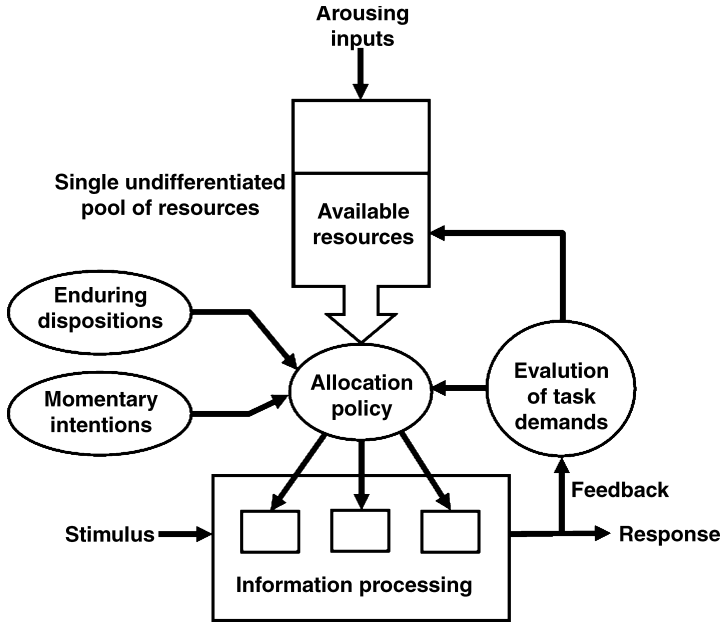 Arousing
inputs
Single undifferentiated
pool of resources
Available
resources
Enduring
dispositions
Momentary
intentions
Allocation
policy
Evalution
of task
demands
Feedback
Stimulus
Response
Information processing